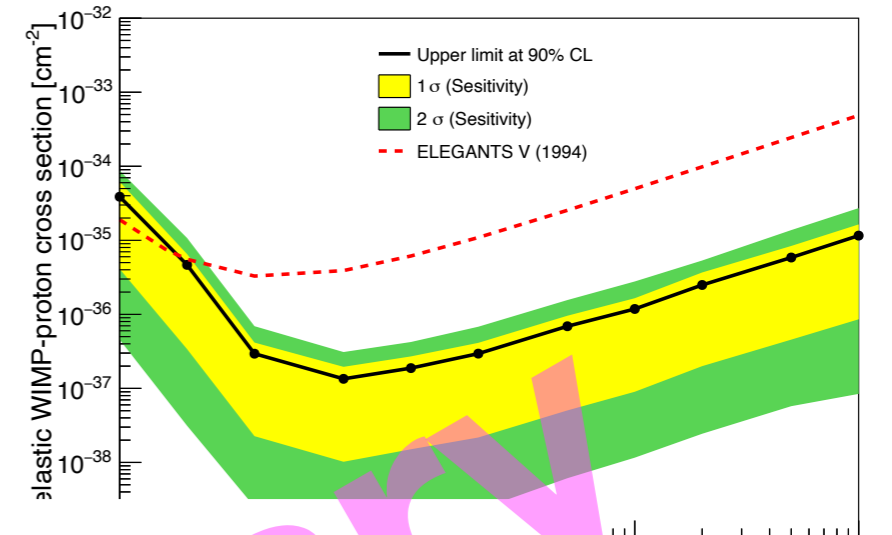 10⁻³²
10⁻³³
10⁻³⁴
10⁻³⁵
10⁻³⁶
10⁻³⁷
10⁻³⁸
elastic WIMP-proton cross section [cm⁻²]
Upper limit at 90% CL
1 σ (Sesitivity)
2 σ (Sesitivity)
ELEGANTS V (1994)